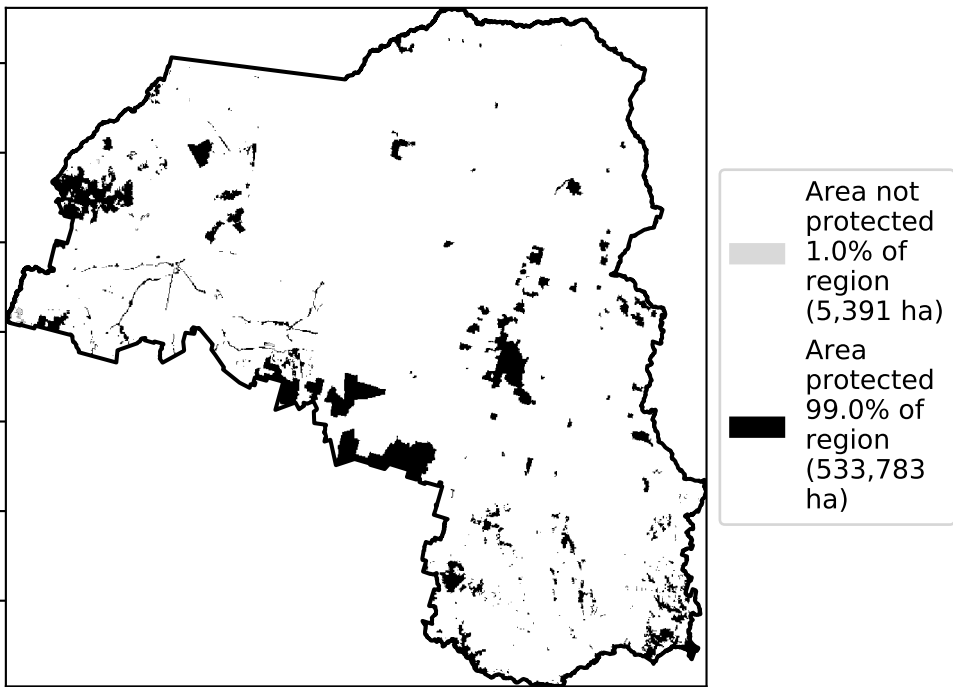 Area not
protected
1.0% of
region
(5,391 ha)
Area
protected
99.0% of
region
(533,783
ha)